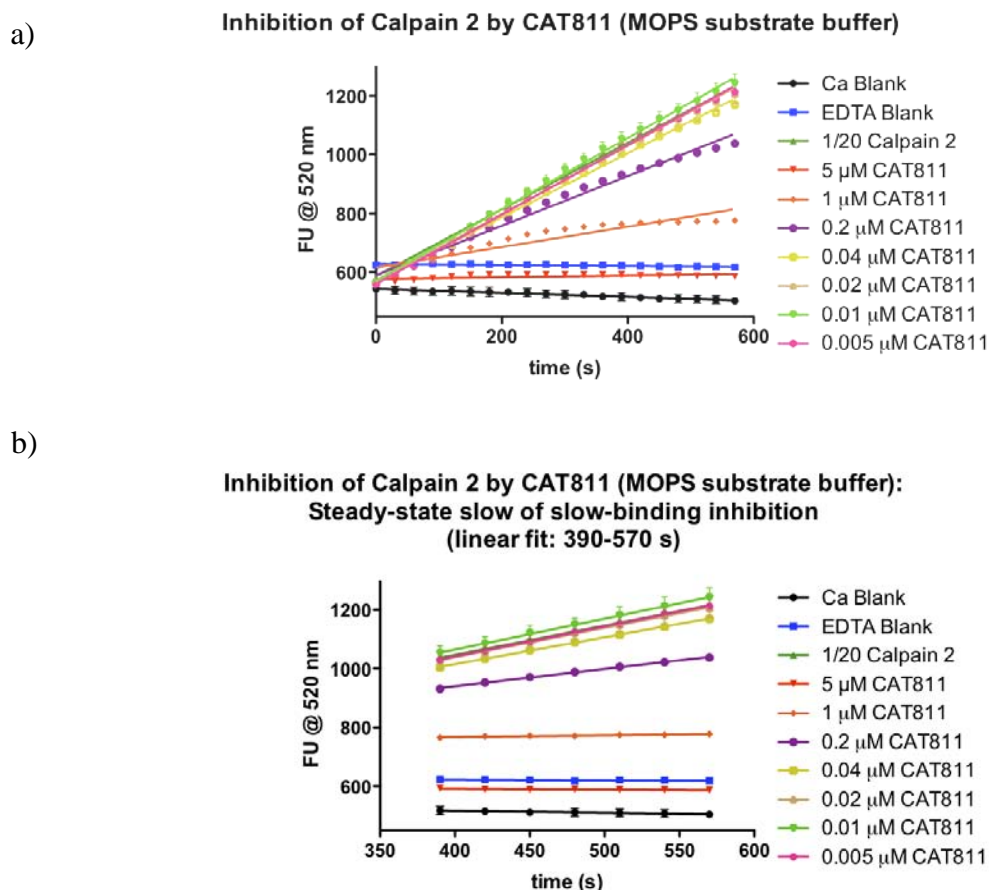 a)
Inhibition of Calpain 2 by CAT811 (MOPS substrate buffer)
FU @ 520 nm
1200
1000
800
600
0
200
400
600
time (s)
Ca Blank
EDTA Blank
1/20 Calpain 2
5 µM CAT811
1 µM CAT811
0.2 µM CAT811
0.04 µM CAT811
0.02 µM CAT811
0.01 µM CAT811
0.005 µM CAT811
b)
Inhibition of Calpain 2 by CAT811 (MOPS substrate buffer):
Steady-state slow of slow-binding inhibition
(linear fit: 390-570 s)
FU @ 520 nm
1200
1000
800
600
350
400
450
500
550
600
time (s)
Ca Blank
EDTA Blank
1/20 Calpain 2
5 µM CAT811
1 µM CAT811
0.2 µM CAT811
0.04 µM CAT811
0.02 µM CAT811
0.01 µM CAT811
0.005 µM CAT811